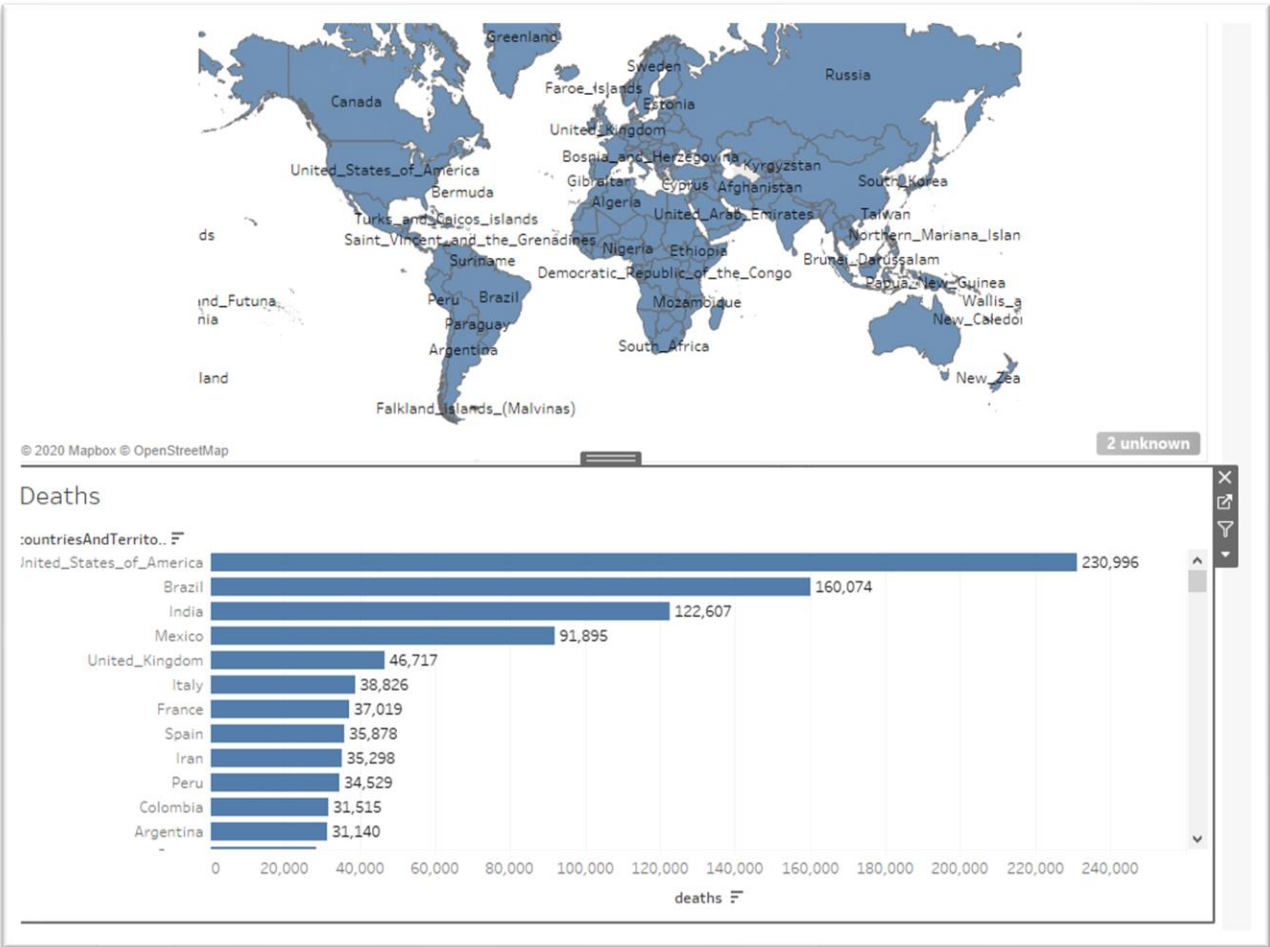 Greenland
Sweden
Russia
Faroe_Islands
Canada
Estonia
United_Kingdom
Bosnia_and_Herzegovina
Kyrgyzstan
United_States_of_America
Gibraltar
Cyprus
Afghanistan
South_Korea
Bermuda
Algeria
Turks_and_Caicos_islands
United_Arab_Emirates
Taiwan
ds
Saint_Vincent_and_the_Grenadines
Northern_Mariana_Islan
Nigeria
Ethiopia
Suriname
Brunei_Darussalam
Democratic_Republic_of_the_Congo
Papua_New_Guinea
and_Futuna
Peru
Brazil
Mozambique
Wallis_a
nia
Paraguay
New_Caledo
Argentina
South_Africa
land
New_Zea
Falkland_Islands_(Malvinas)
© 2020 Mapbox © OpenStreetMap
2 unknown
Deaths
countriesAndTerrito..
United_States_of_America 230,996
Brazil 160,074
India 122,607
Mexico 91,895
United_Kingdom 46,717
Italy 38,826
France 37,019
Spain 35,878
Iran 35,298
Peru 34,529
Colombia 31,515
Argentina 31,140
0 20,000 40,000 60,000 80,000 100,000 120,000 140,000 160,000 180,000 200,000 220,000 240,000
deaths